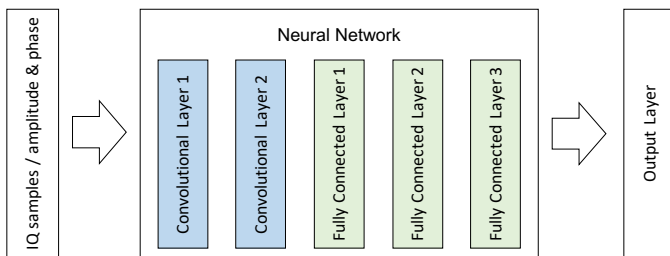 IQ samples / amplitude & phase
Neural Network
Convolutional Layer 1
Convolutional Layer 2
Fully Connected Layer 1
Fully Connected Layer 2
Fully Connected Layer 3
Output Layer